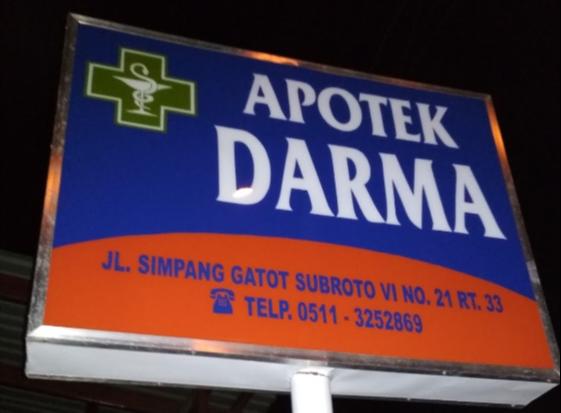 APOTEK
DARMA
JL. SIMPANG GATOT SUBROTO VI NO. 21 RT. 33
☎ TELP. 0511 - 3252869